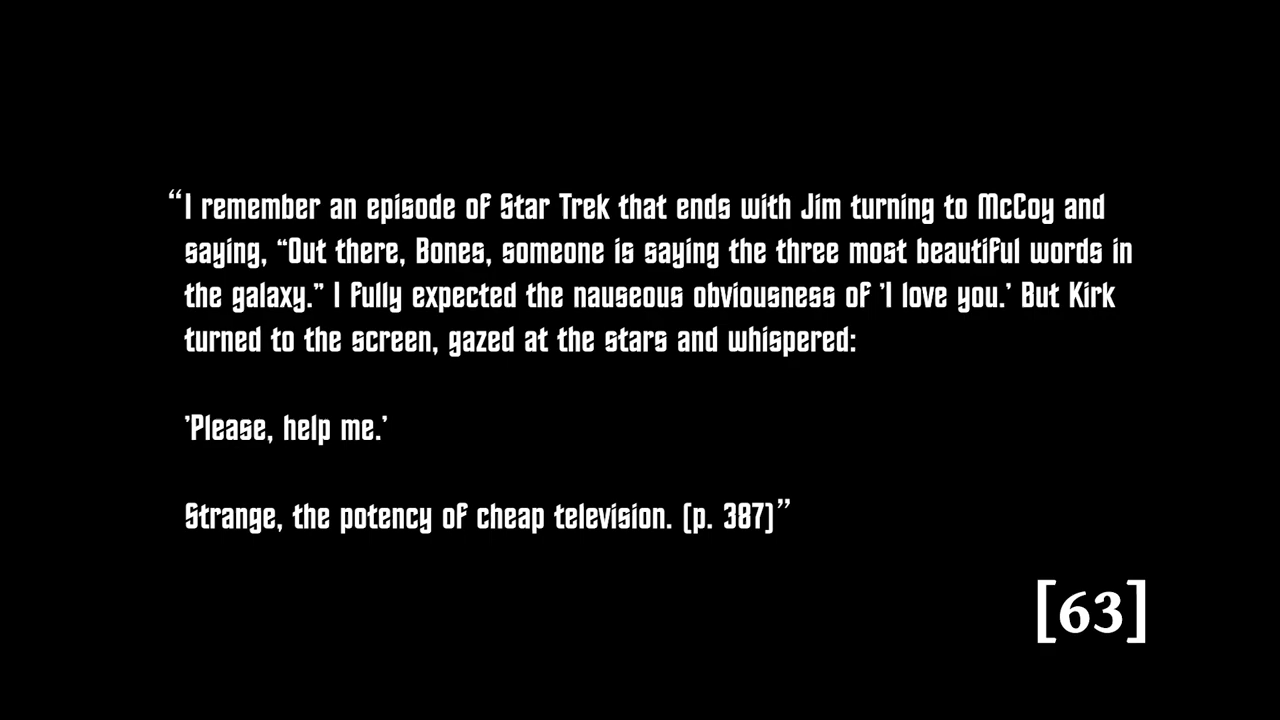 “I remember an episode of Star Trek that ends with Jim turning to McCoy and
saying, “Out there, Bones, someone is saying the three most beautiful words in
the galaxy.” I fully expected the nauseous obviousness of 'I love you.' But Kirk
turned to the screen, gazed at the stars and whispered:
'Please, help me.'
Strange, the potency of cheap television. (p. 387)”
[63]